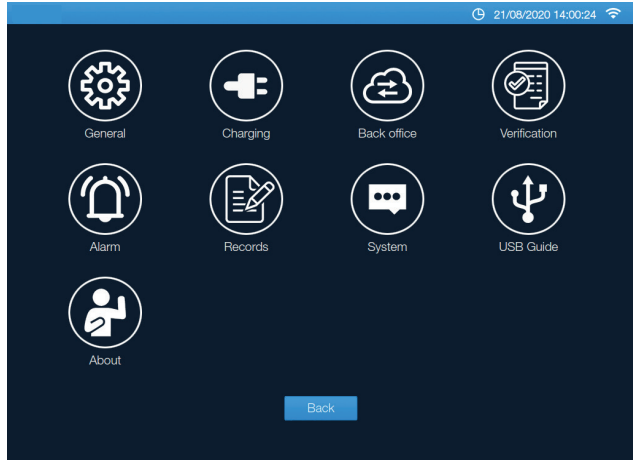 21/08/2020 14:00:24
General Charging Back office Verification
Alarm Records System USB Guide
About
Back